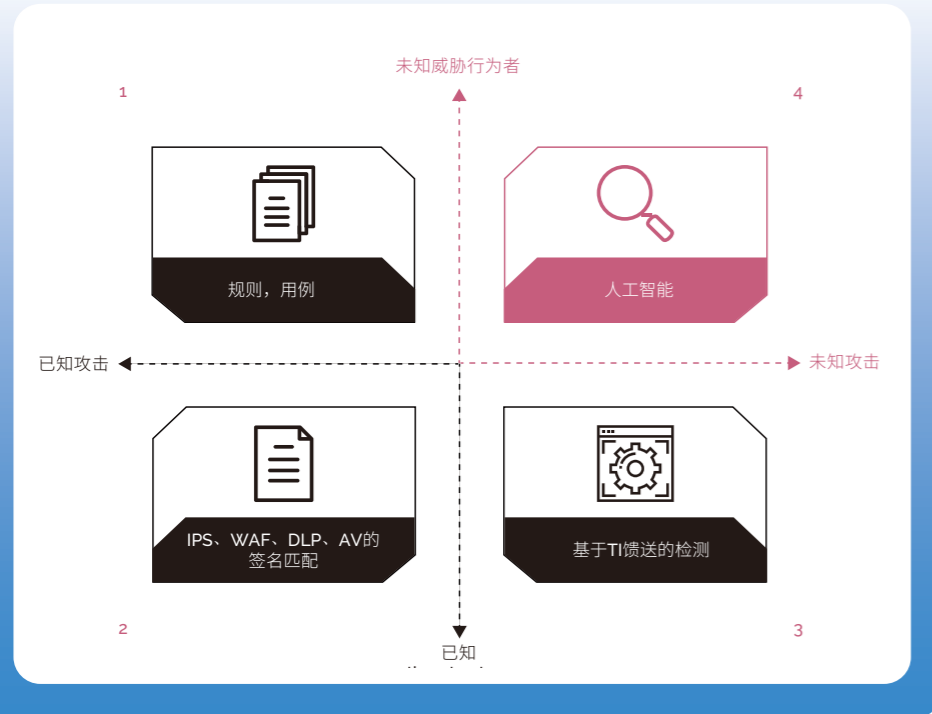 未知威胁行为者
1
4
规则，用例
人工智能
已知攻击
未知攻击
IPS、WAF、DLP、AV的
签名匹配
基于TI馈送的检测
2
3
已知